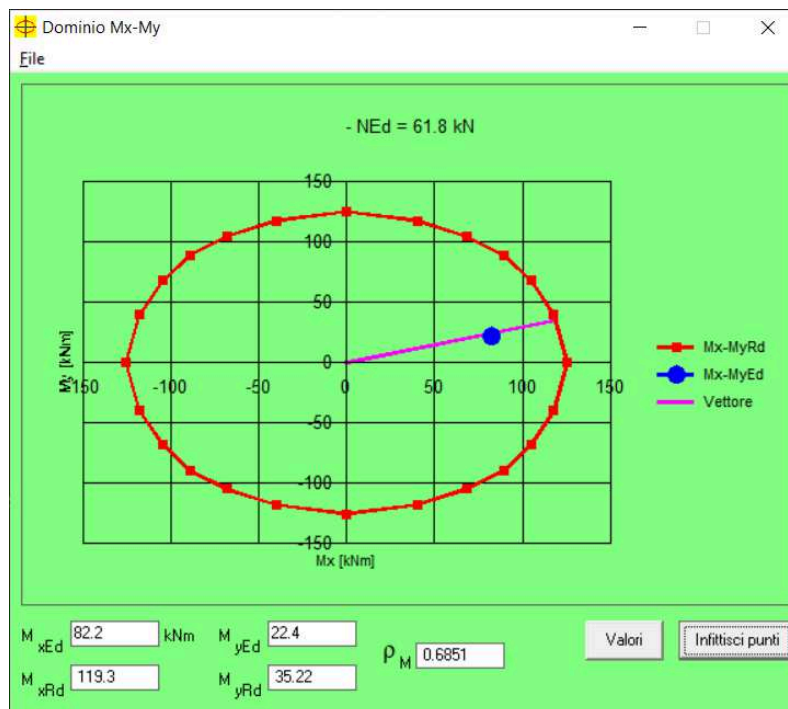 Dominio Mx-My
File
- NEd = 61.8 kN
150
100
50
0
-150 -100 -50 0 50 100 150
-50
-100
-150
My [kNm]
Mx [kNm]
Mx-MyRd
Mx-MyEd
Vettore
M xEd 82.2 kNm M yEd 22.4
M xRd 119.3 M yRd 35.22
ρ M 0.6851
Valori
Infittisci punti